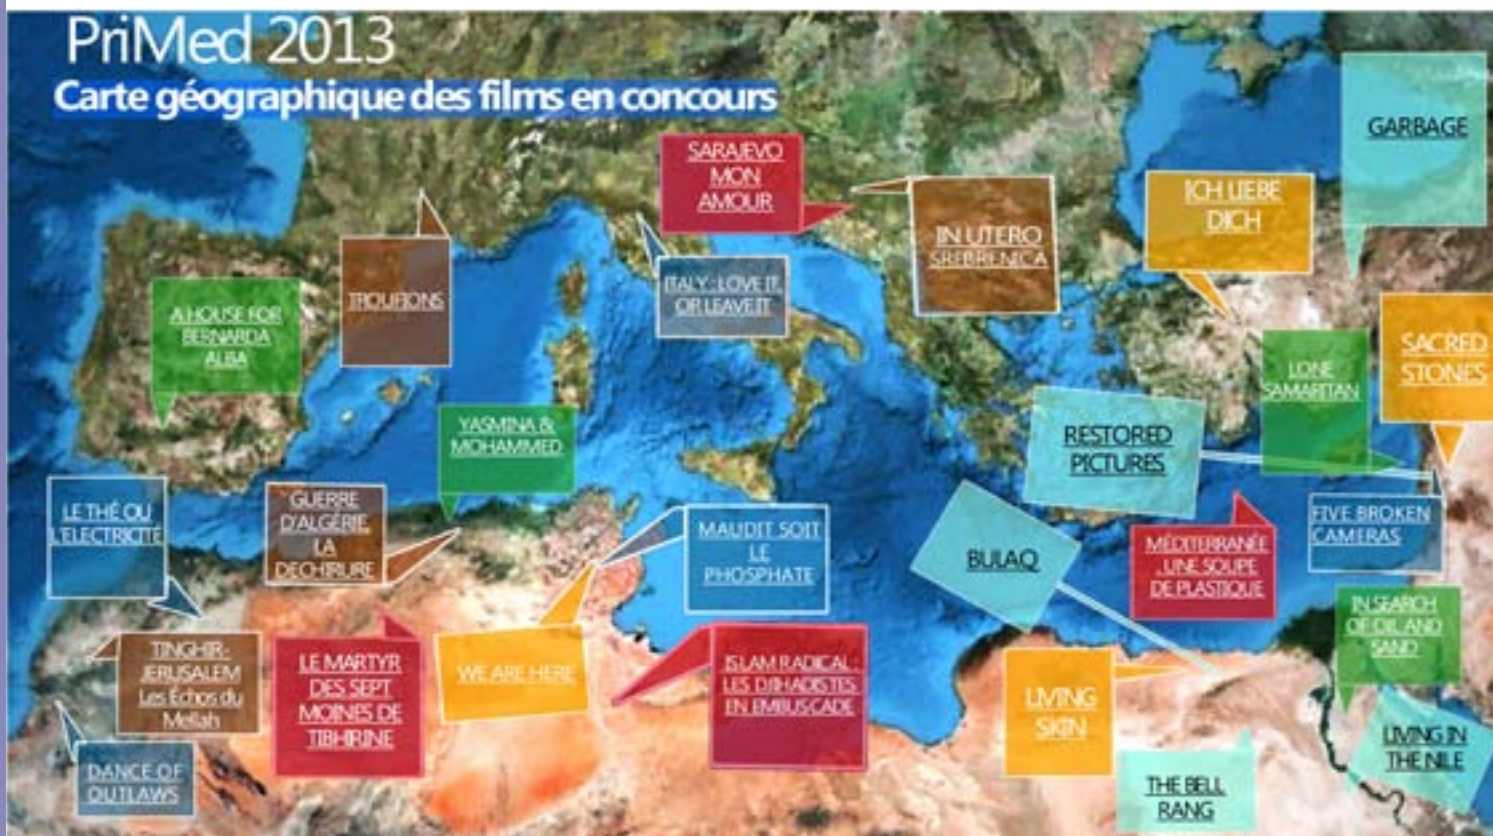 PriMed 2013
Carte géographique des films en concours
GARBAGE
SARAJEVO
MON
AMOUR
ICH LIEBE
DICH
IN UTERO
SREBRENICA
TROUFIONS
ITALY : LOVE IT,
OR LEAVE IT
A HOUSE FOR
BERNARDA
ALBA
SACRED
STONES
LONE
SAMARITAN
YASMINA &
MOHAMMED
RESTORED
PICTURES
LE THÉ OU
L'ELECTRICITÉ
GUERRE
D'ALGÉRIE,
LA
DECHIRURE
MAUDIT SOIT
LE
PHOSPHATE
BULAQ
MÉDITERRANÉE
, UNE SOUPE
DE PLASTIQUE
FIVE BROKEN
CAMERAS
IN SEARCH
OF OIL AND
SAND
TINGHIR-
JERUSALEM
Les Échos du
Mellah
LE MARTYR
DES SEPT
MOINES DE
TIBHIRINE
WE ARE HERE
ISLAM RADICAL :
LES DJIHADISTES
EN EMBUSCADE
LIVING
SKIN
LIVING IN
THE NILE
DANCE OF
OUTLAWS
THE BELL
RANG